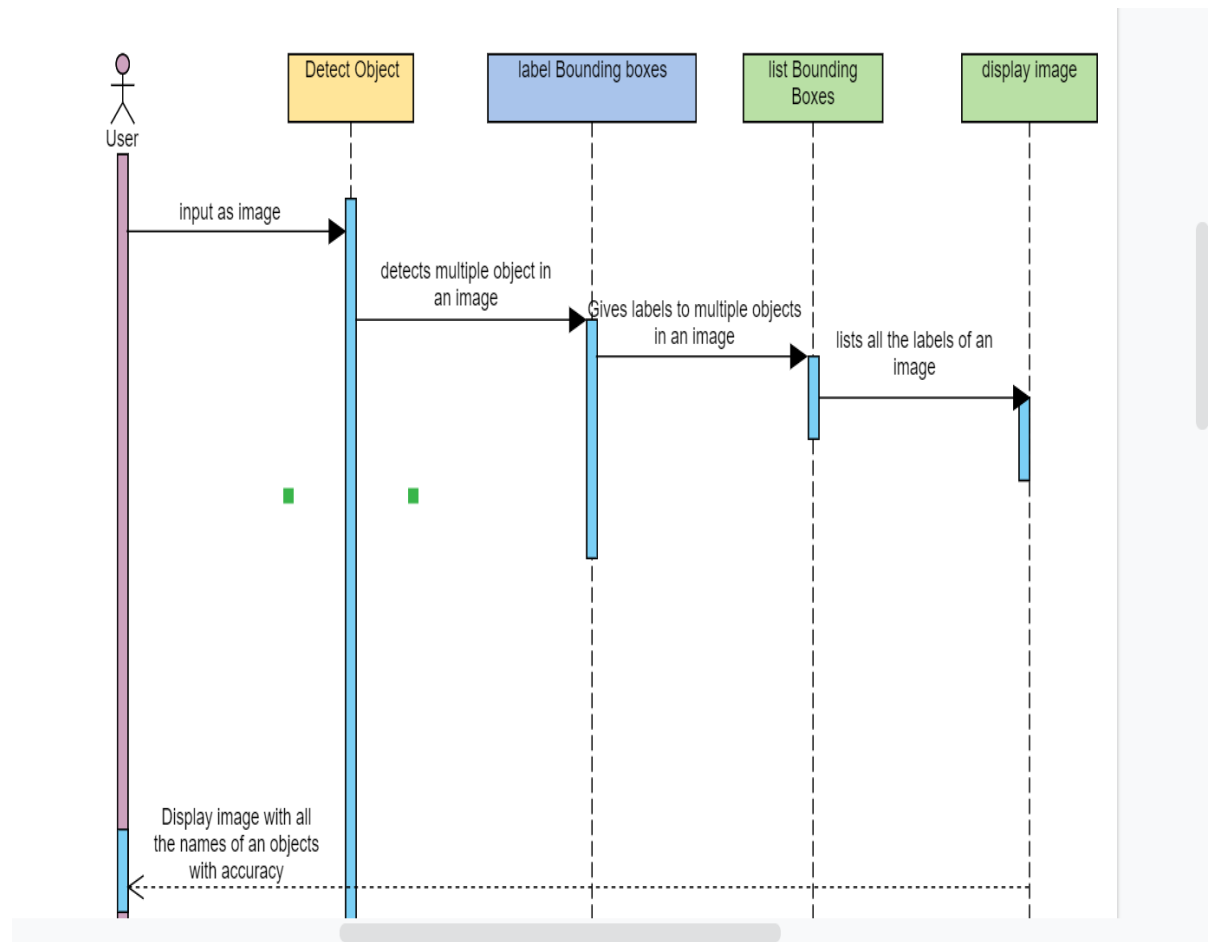 Detect Object
label Bounding boxes
list Bounding
Boxes
display image
User
input as image
detects multiple object in
an image
Gives labels to multiple objects
in an image
lists all the labels of an
image
Display image with all
the names of an objects
with accuracy